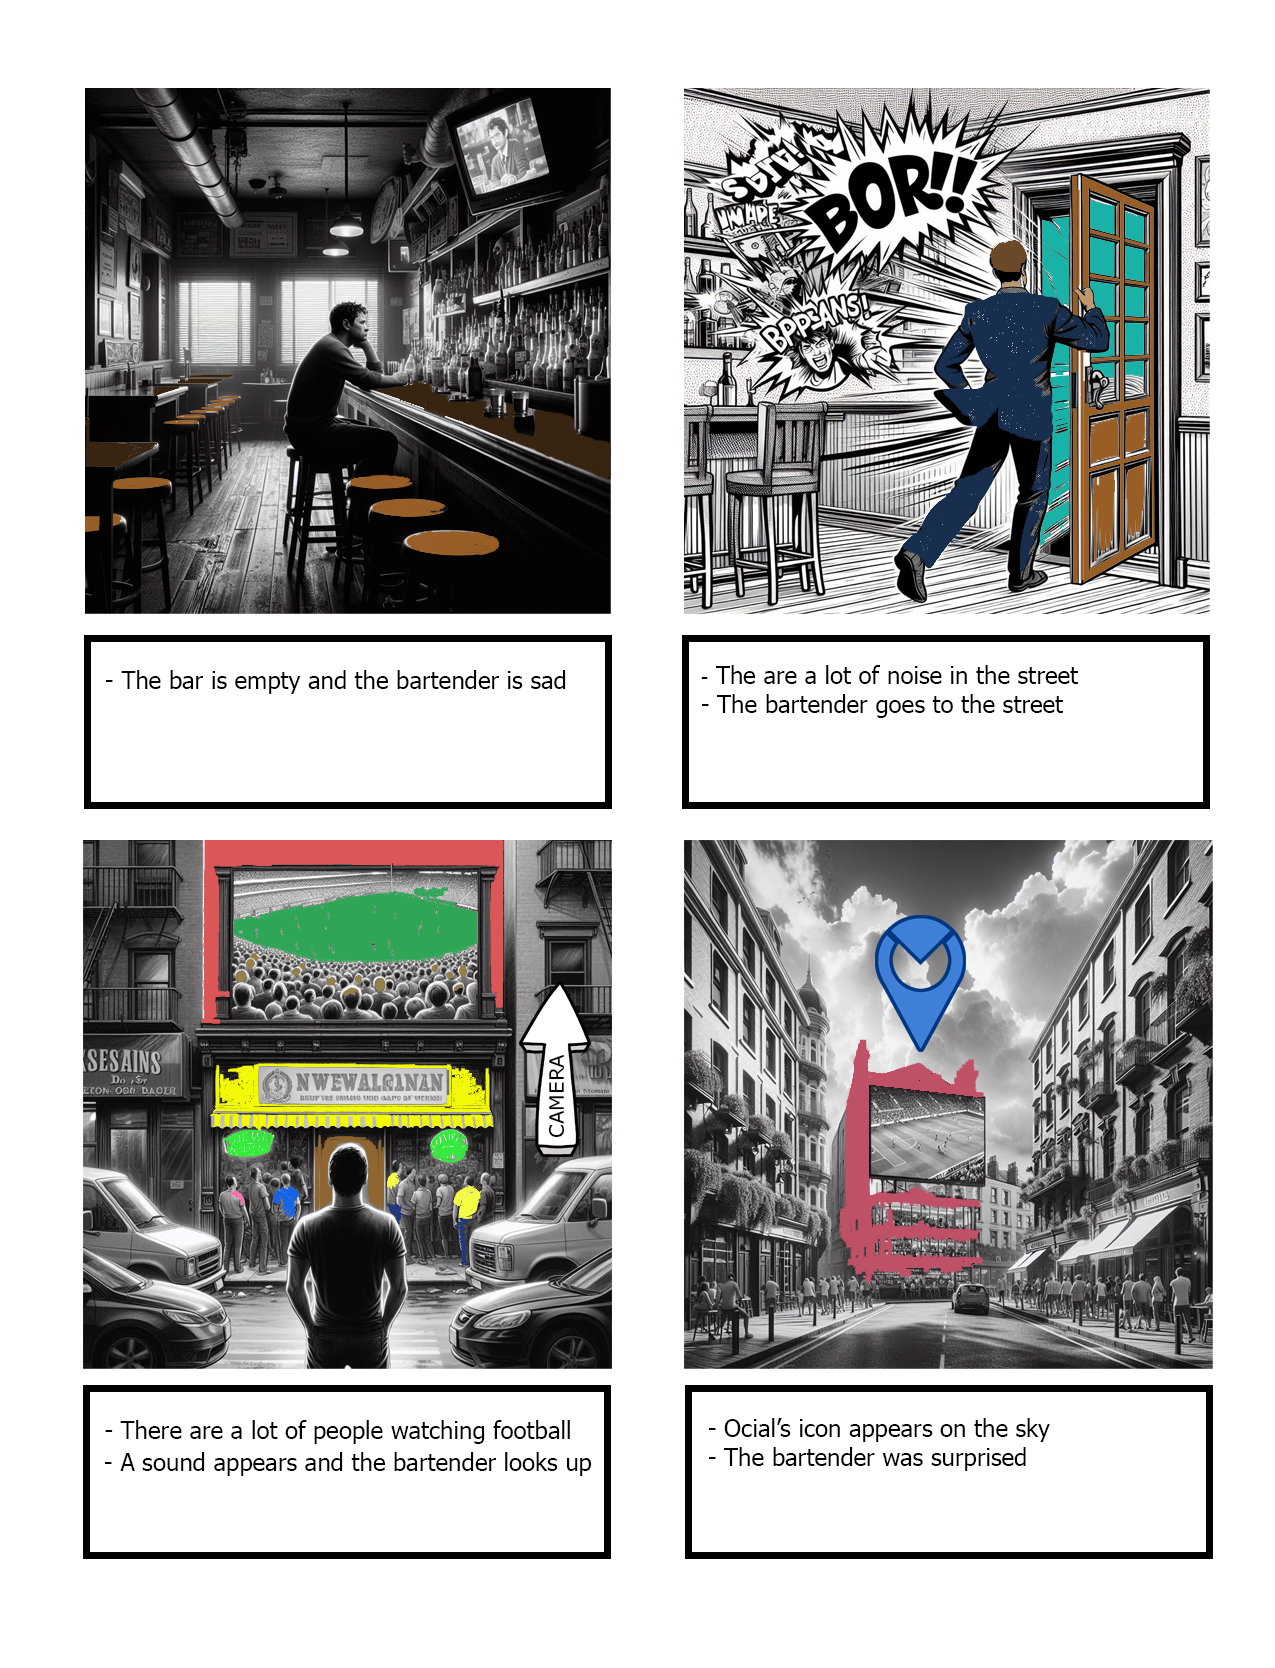 BOR!!
BPPSANS!
- The bar is empty and the bartender is sad
- The are a lot of noise in the street
- The bartender goes to the street
NWEWALGINAN
CAMERA
- There are a lot of people watching football
- A sound appears and the bartender looks up
- Ocial's icon appears on the sky
- The bartender was surprised